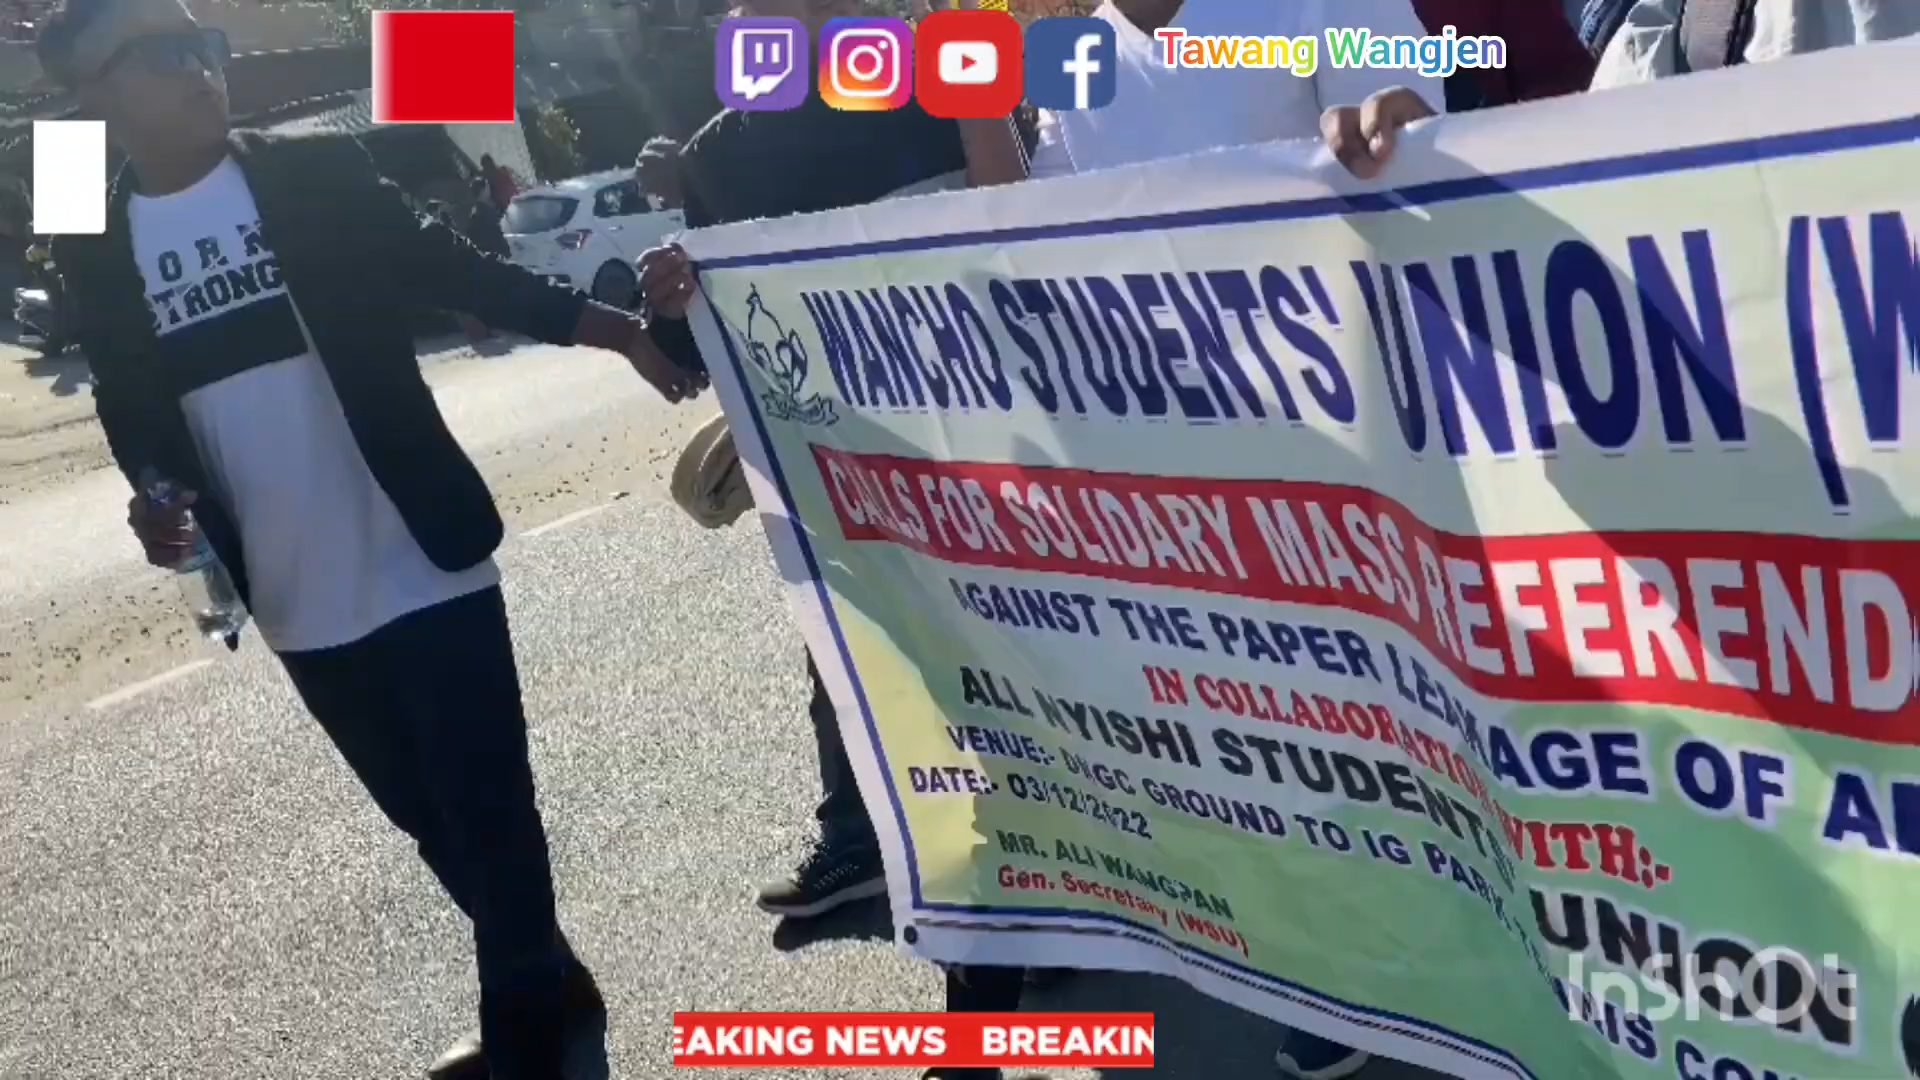 Tawang Wangjen
ORN
STRONG
WANCHO STUDENTS' UNION (W
CALLS FOR SOLIDARY MASS REFEREND
AGAINST THE PAPER LEAKAGE OF A
IN COLLABORATION WITH:-
ALL NYISHI STUDENTS UNION
VENUE:- DNGC GROUND TO IG PARK
DATE:- 03/12/2022
MR. ALI WANGPAN
Gen. Secretary (WSU)
InShOt
EAKING NEWS BREAKIN